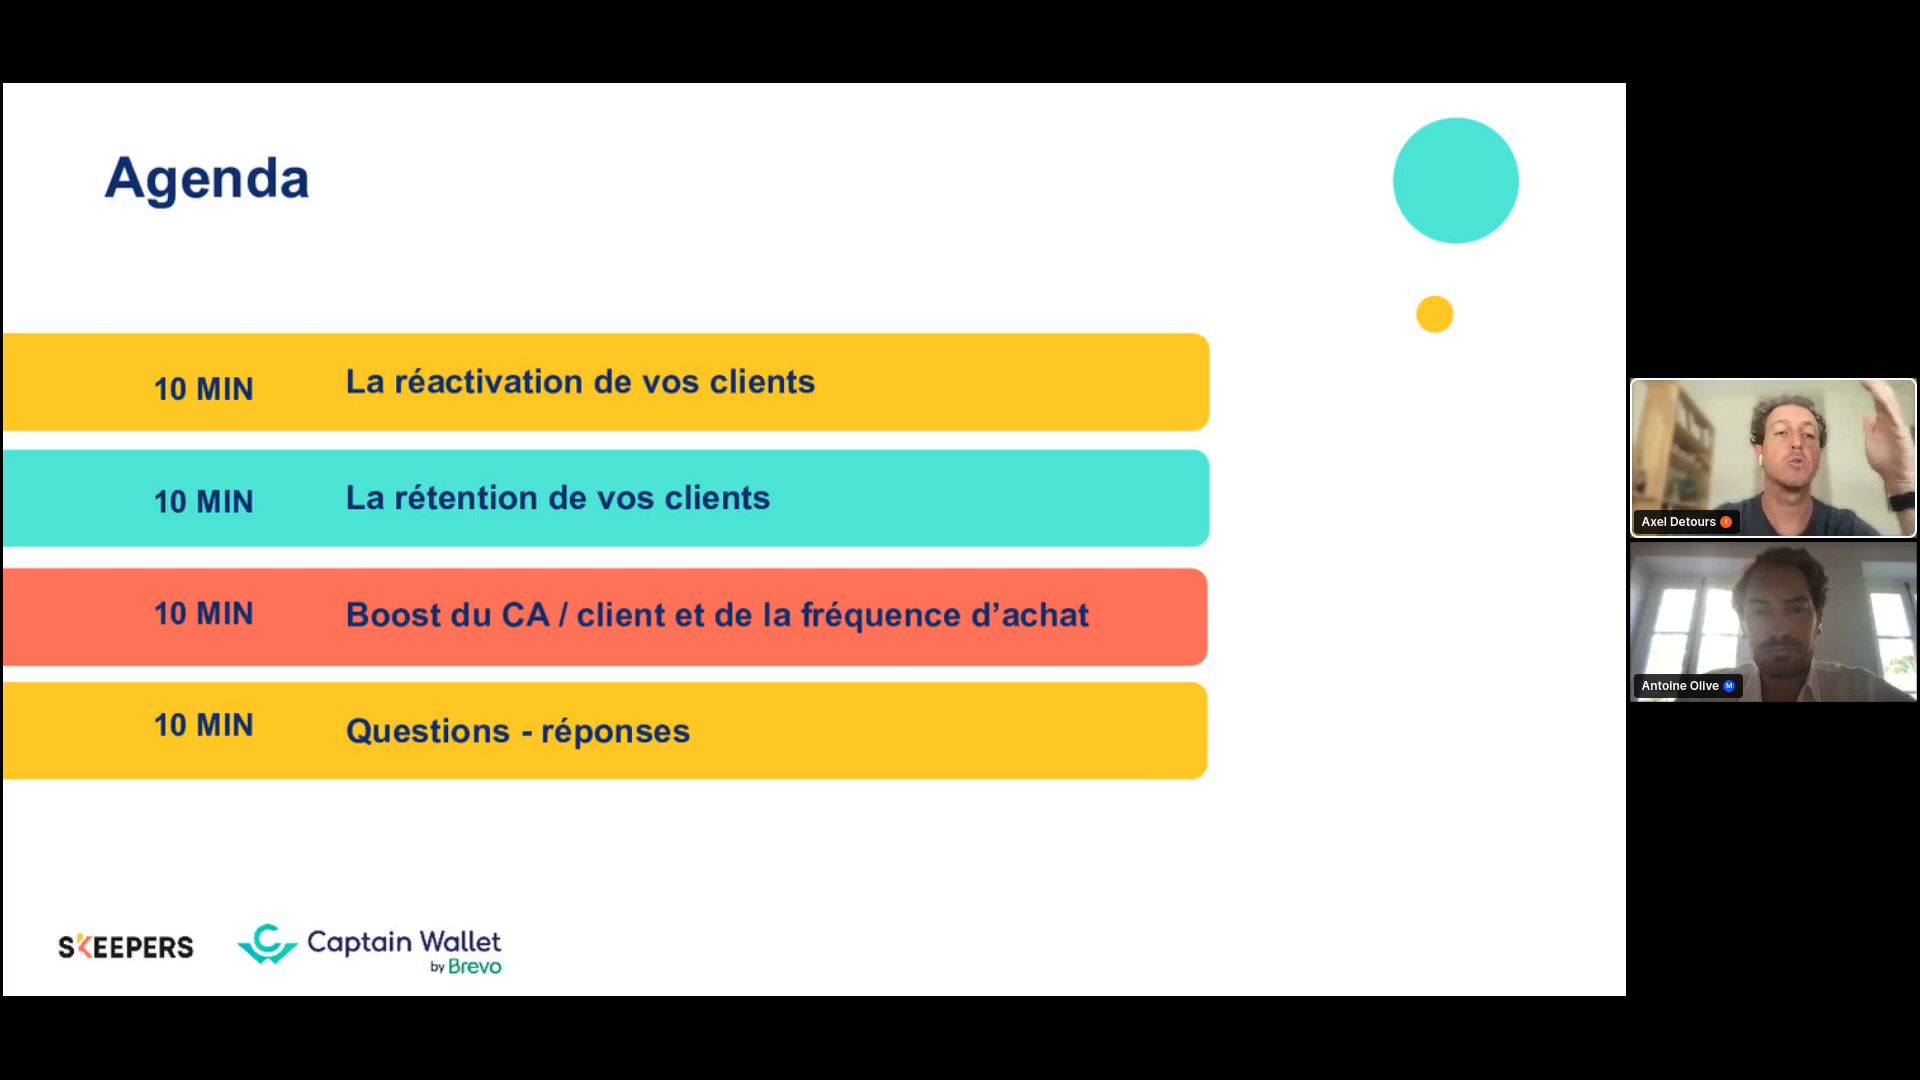 Agenda
10 MIN La réactivation de vos clients
10 MIN La rétention de vos clients
10 MIN Boost du CA / client et de la fréquence d’achat
10 MIN Questions - réponses
SKEEPERS
Captain Wallet
by Brevo
Axel Detours I
Antoine Olive M